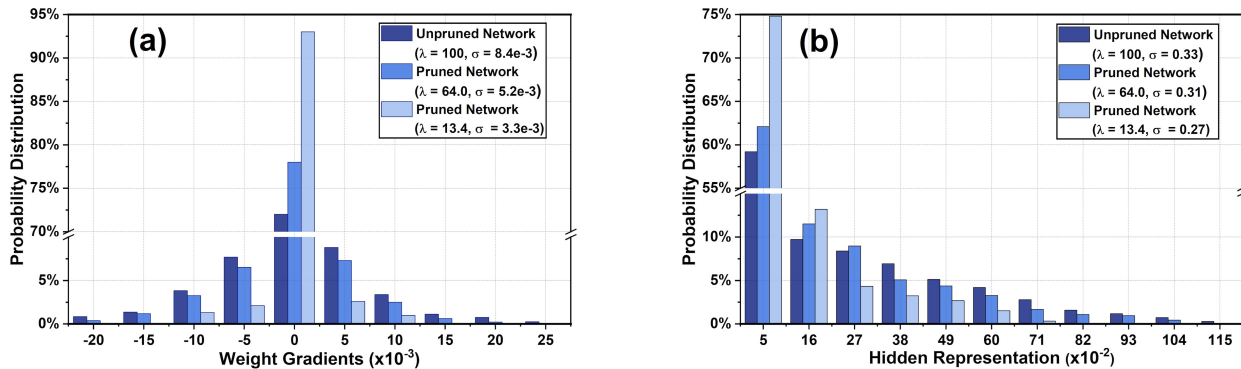 (a)
Probability Distribution
95%
90%
85%
80%
75%
70%
5%
0%
Unpruned Network
(λ = 100, σ = 8.4e-3)
Pruned Network
(λ = 64.0, σ = 5.2e-3)
Pruned Network
(λ = 13.4, σ = 3.3e-3)
-20 -15 -10 -5 0 5 10 15 20 25
Weight Gradients (x10⁻³)
(b)
Probability Distribution
75%
70%
65%
60%
55%
10%
5%
0%
Unpruned Network
(λ = 100, σ = 0.33)
Pruned Network
(λ = 64.0, σ = 0.31)
Pruned Network
(λ = 13.4, σ = 0.27)
5 16 27 38 49 60 71 82 93 104 115
Hidden Representation (x10⁻²)